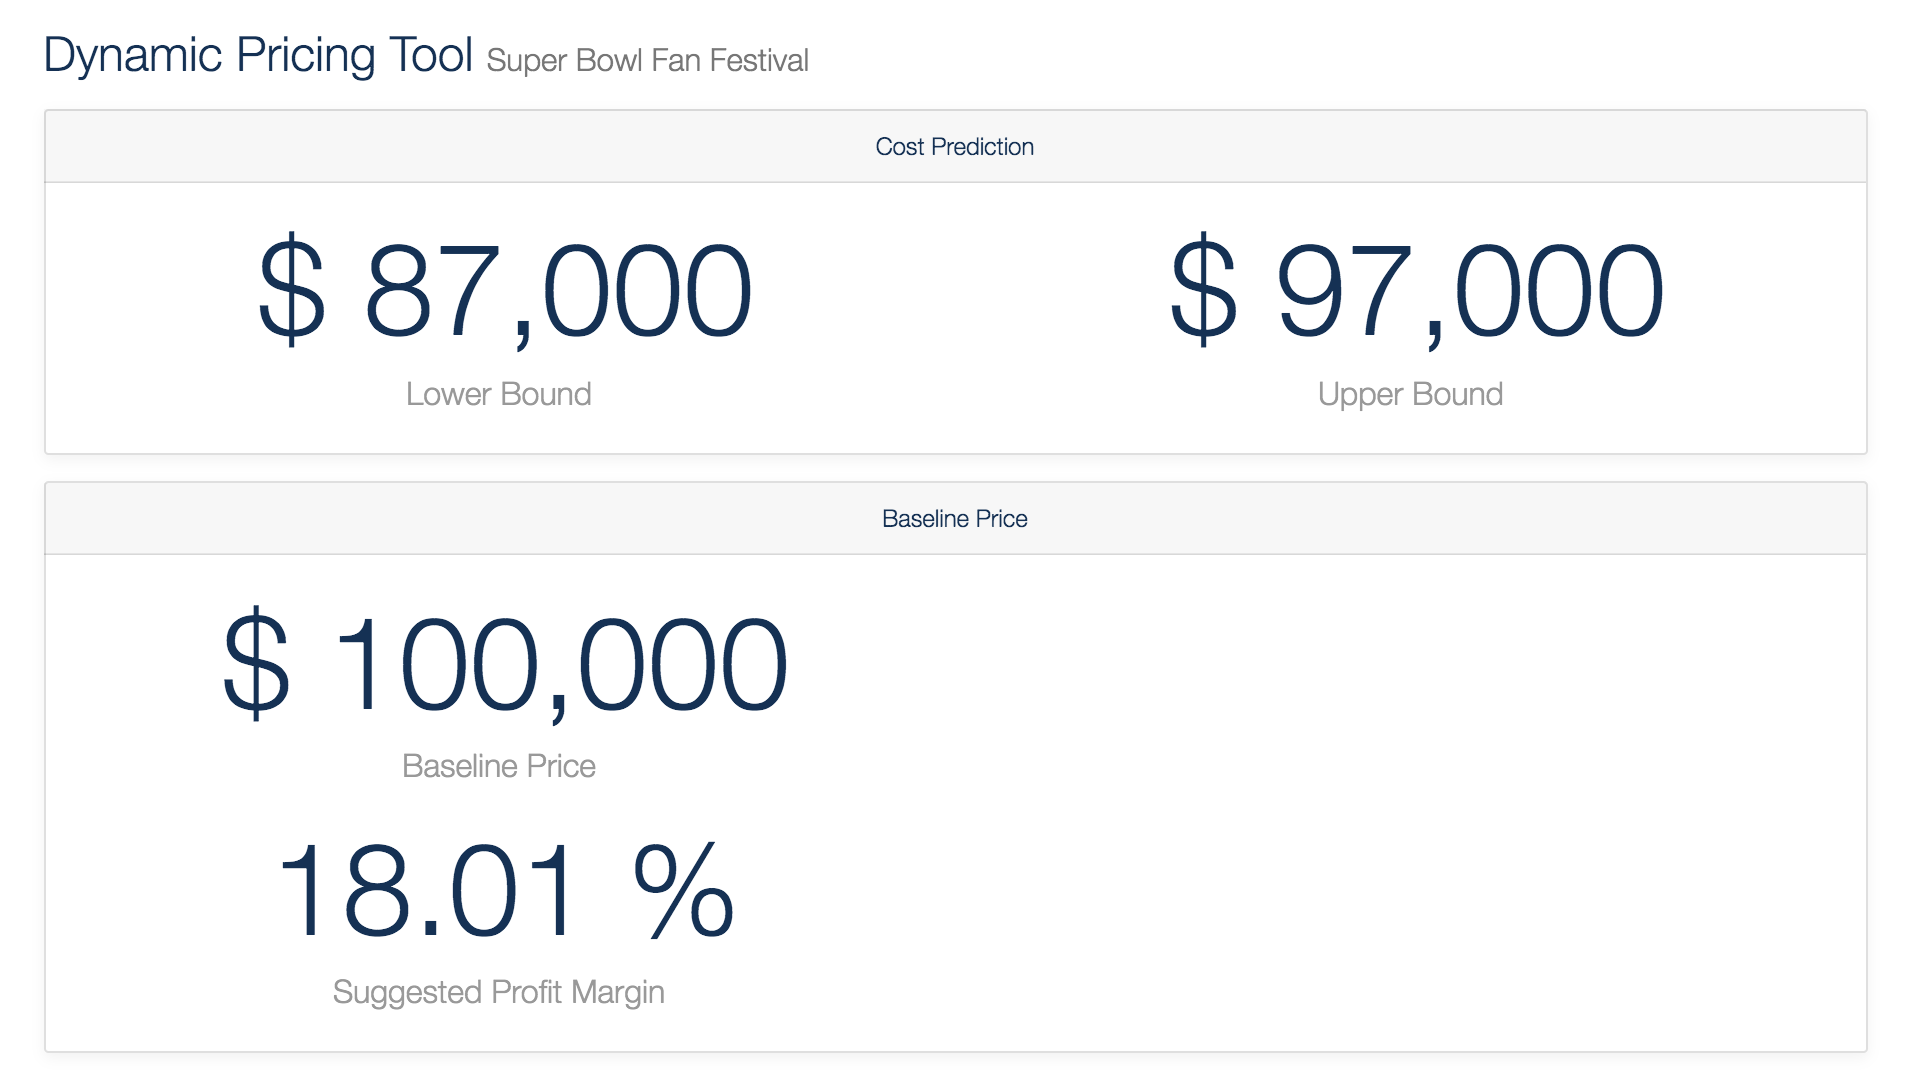 Dynamic Pricing Tool Super Bowl Fan Festival
Cost Prediction
$ 87,000
Lower Bound
$ 97,000
Upper Bound
Baseline Price
$ 100,000
Baseline Price
18.01 %
Suggested Profit Margin